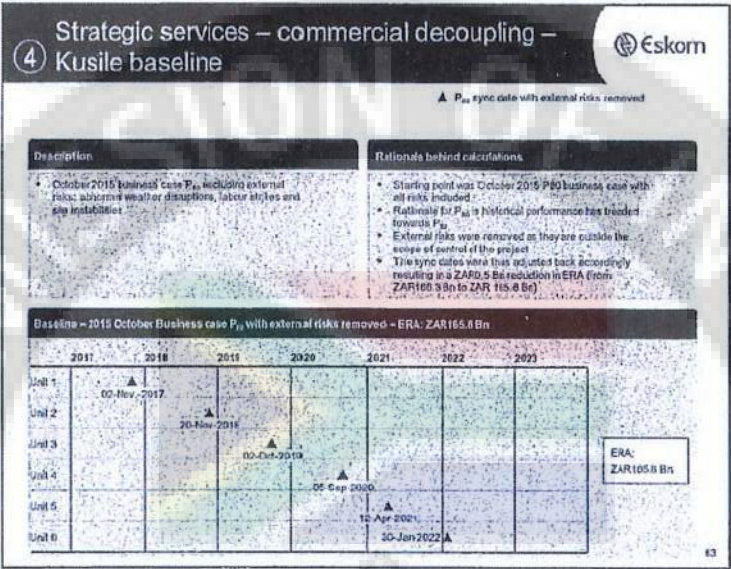 4
Strategic services – commercial decoupling –
Kusile baseline
Eskom
▲ P80 sync date with external risks removed
Description
• October 2015 business case P80 excluding external
risks: abnormal weather disruptions, labour strikes and
site instabilities
Rationale behind calculations
• Starting point was October 2015 P80 business case with
all risks included
• Rationale for P80 is historical performance has trended
towards P80
• External risks were removed as they are outside the
scope of control of the project
• The sync dates were thus adjusted back accordingly
resulting in a ZAR0.5 Bn reduction in ERA (from
ZAR166.3 Bn to ZAR 165.8 Bn)
Baseline – 2015 October Business case P80 with external risks removed – ERA: ZAR165.8 Bn
2017 2018 2019 2020 2021 2022 2023
Unit 1
02-Nov.-2017
Unit 2
20-Nov-2018
Unit 3
02-Oct-2019
Unit 4
05-Sep-2020
Unit 5
12-Apr-2021
Unit 6
30-Jan-2022
ERA:
ZAR165.8 Bn
63